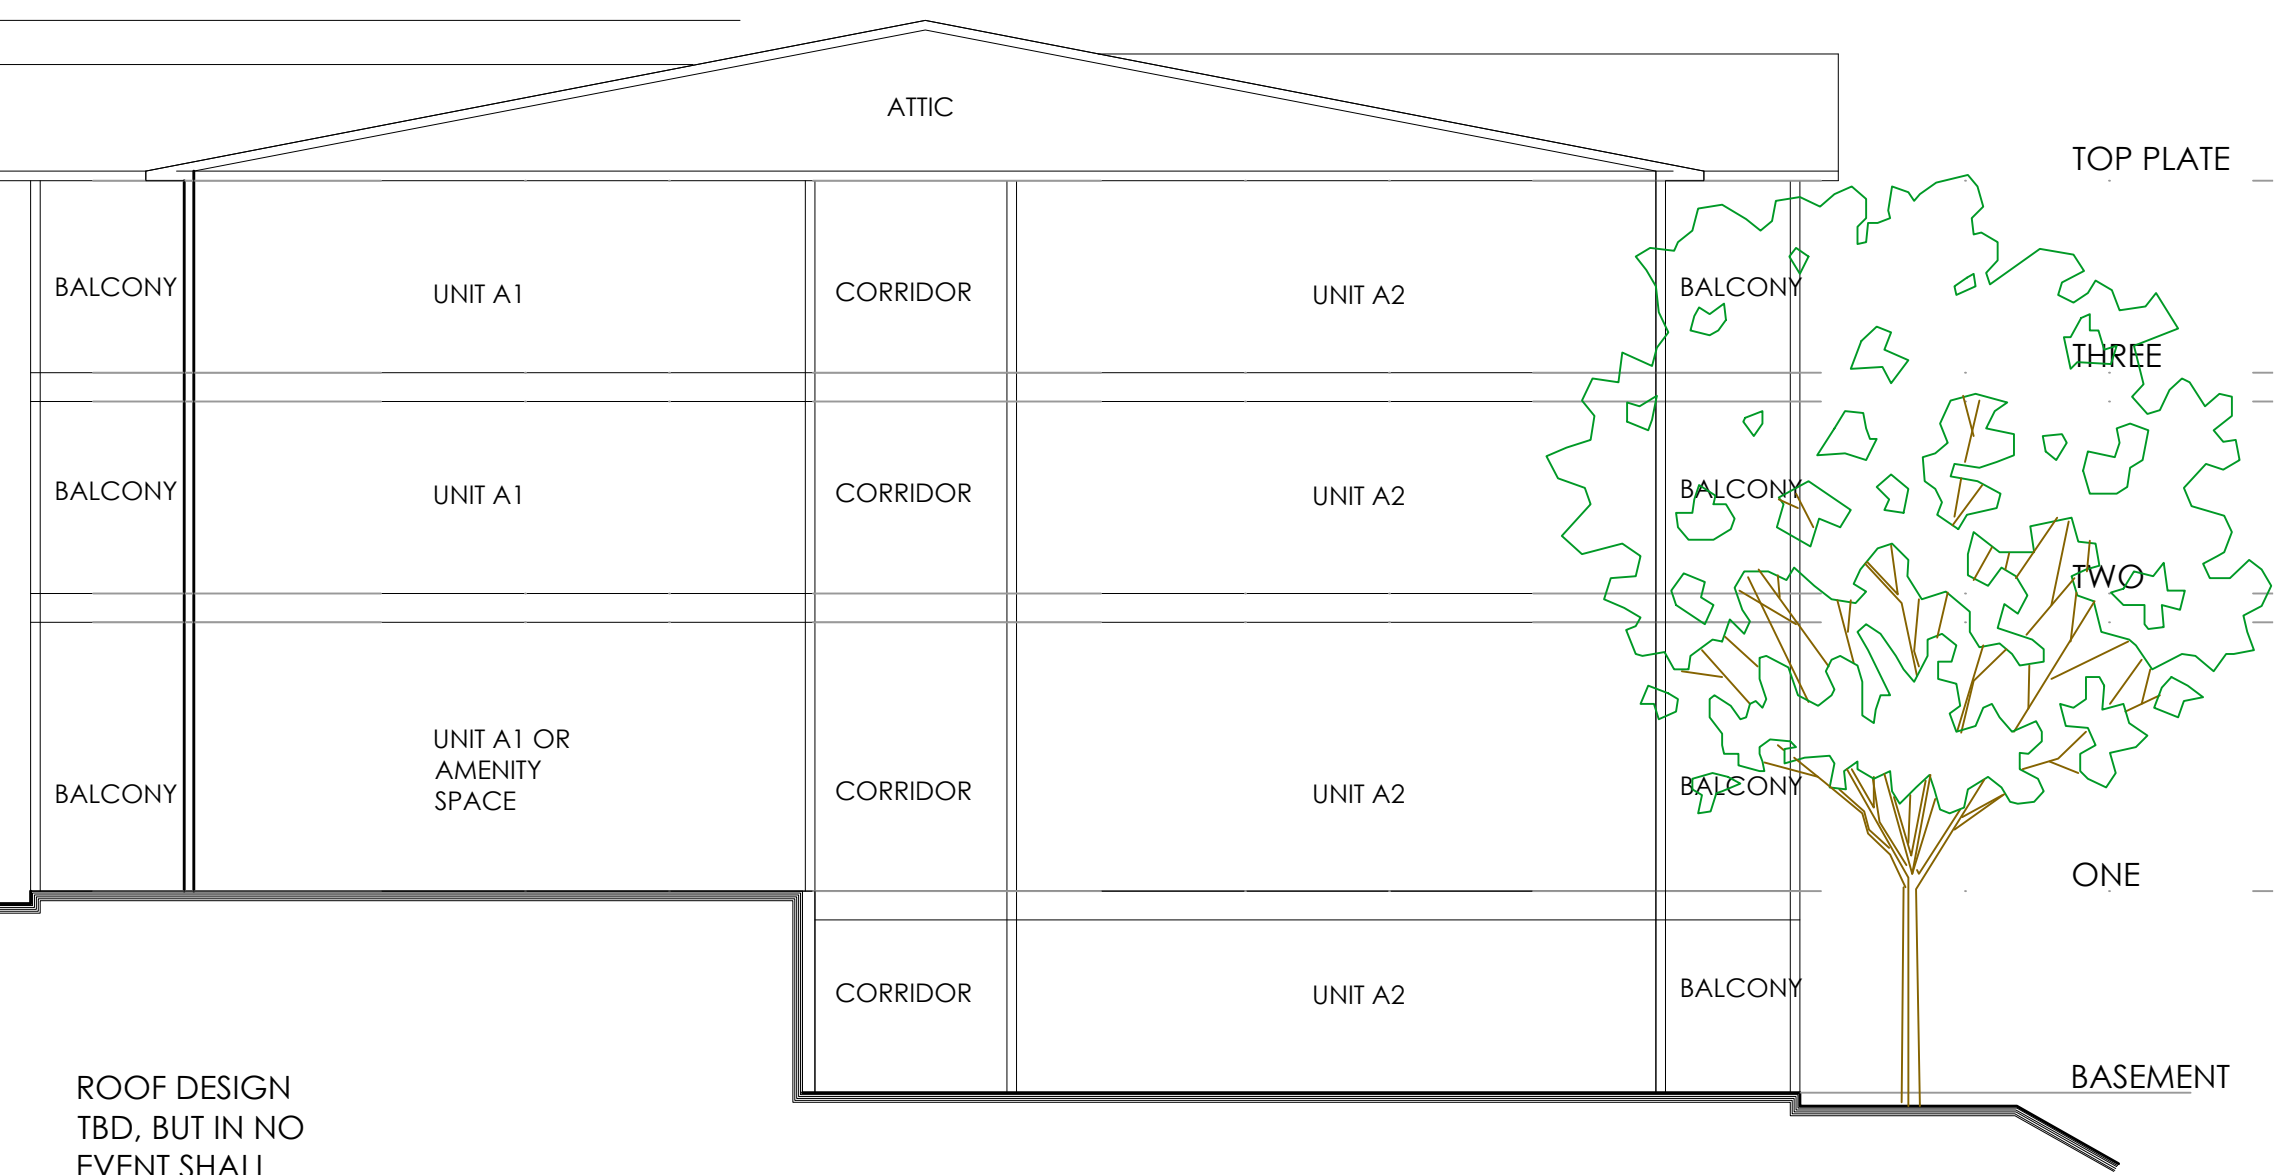 ATTIC
TOP PLATE
BALCONY
UNIT A1
CORRIDOR
UNIT A2
BALCONY
THREE
BALCONY
UNIT A1
CORRIDOR
UNIT A2
BALCONY
TWO
BALCONY
UNIT A1 OR
AMENITY
SPACE
CORRIDOR
UNIT A2
BALCONY
ONE
CORRIDOR
UNIT A2
BALCONY
BASEMENT
ROOF DESIGN
TBD, BUT IN NO
EVENT SHALL